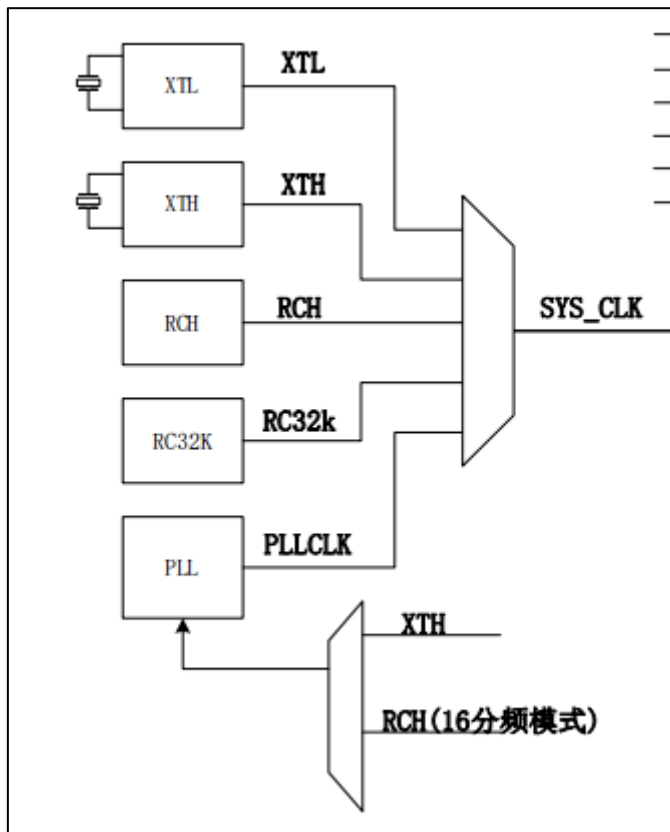 XTL
XTL
XTH
XTH
RCH
RCH
SYS_CLK
RC32K
RC32k
PLL
PLLCLK
XTH
RCH(16分频模式)